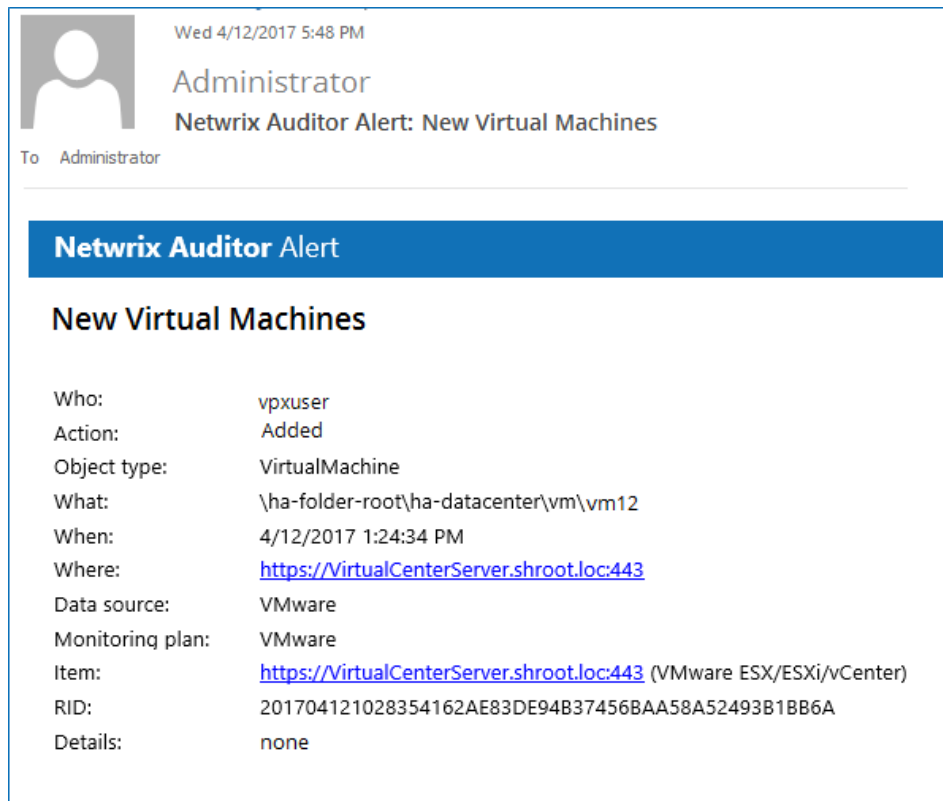 Wed 4/12/2017 5:48 PM
Administrator
Netwrix Auditor Alert: New Virtual Machines
To Administrator
Netwrix Auditor Alert
New Virtual Machines
Who: vpxuser
Action: Added
Object type: VirtualMachine
What: \ha-folder-root\ha-datacenter\vm\vm12
When: 4/12/2017 1:24:34 PM
Where: https://VirtualCenterServer.shroot.loc:443
Data source: VMware
Monitoring plan: VMware
Item: https://VirtualCenterServer.shroot.loc:443 (VMware ESX/ESXi/vCenter)
RID: 201704121028354162AE83DE94B37456BAA58A52493B1BB6A
Details: none